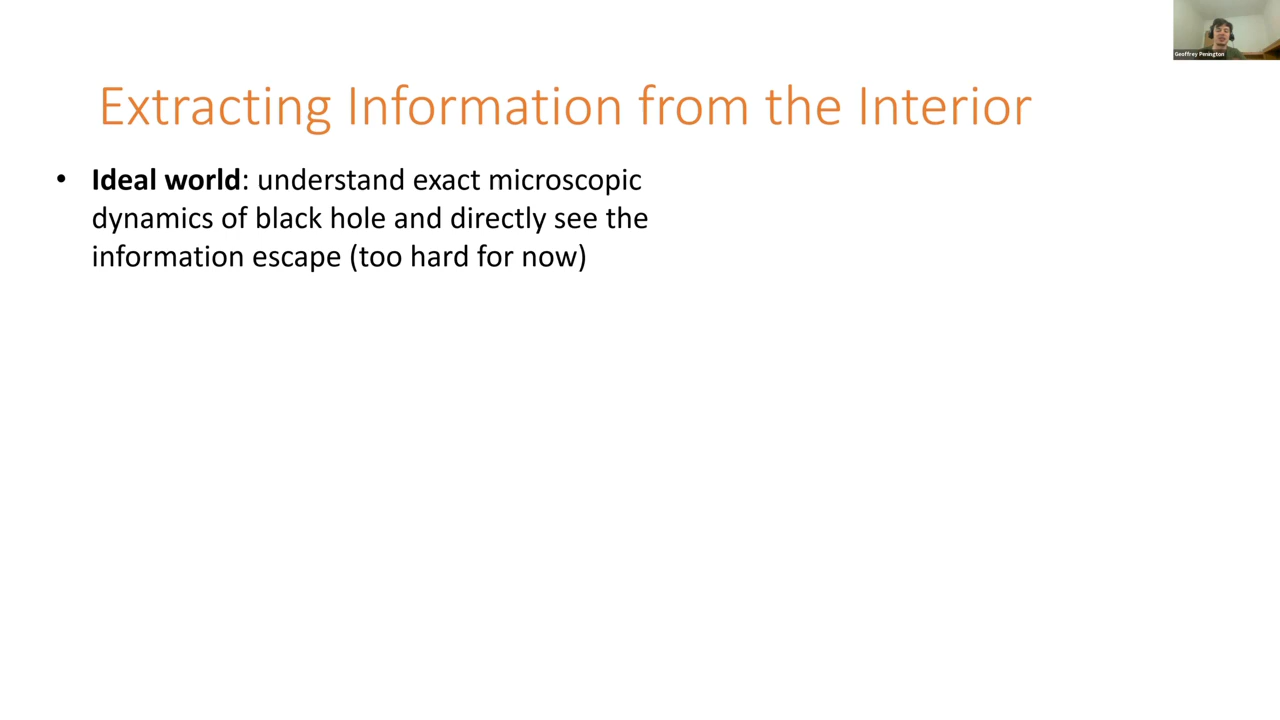 Geoffrey Penington
Extracting Information from the Interior
• Ideal world: understand exact microscopic
dynamics of black hole and directly see the
information escape (too hard for now)